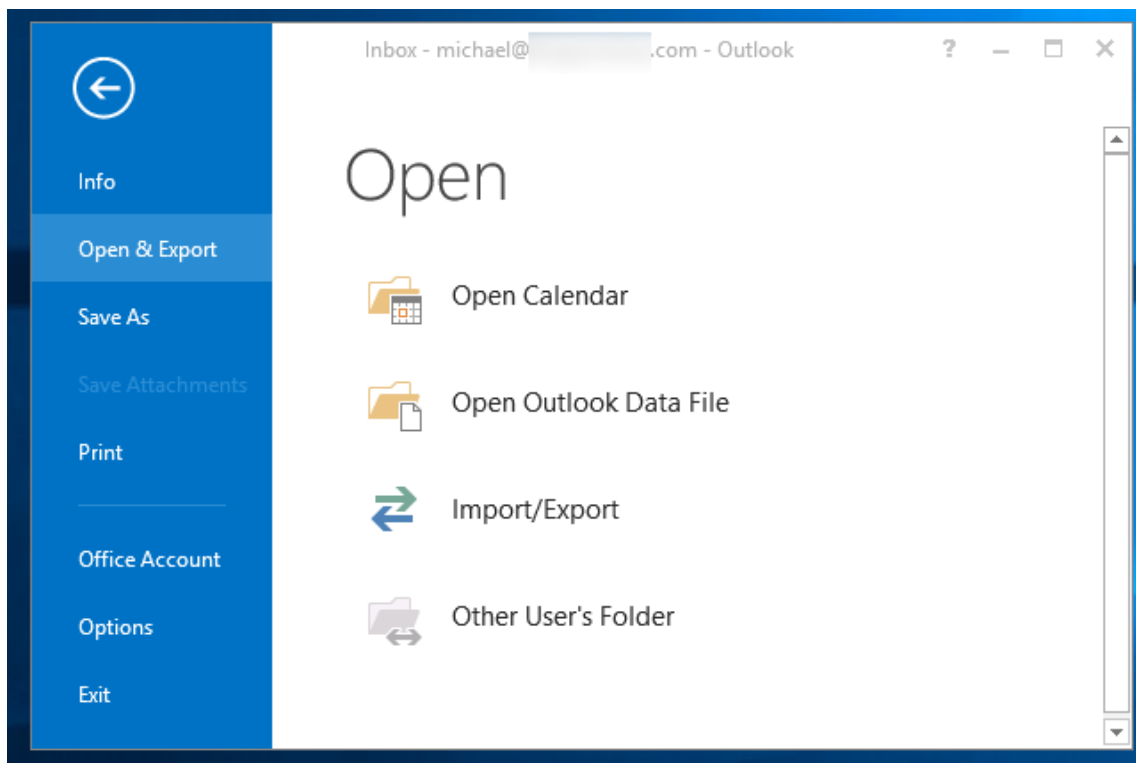 Inbox - michael@ .com - Outlook
?
Info
Open & Export
Save As
Save Attachments
Print
Office Account
Options
Exit
Open
Open Calendar
Open Outlook Data File
Import/Export
Other User's Folder